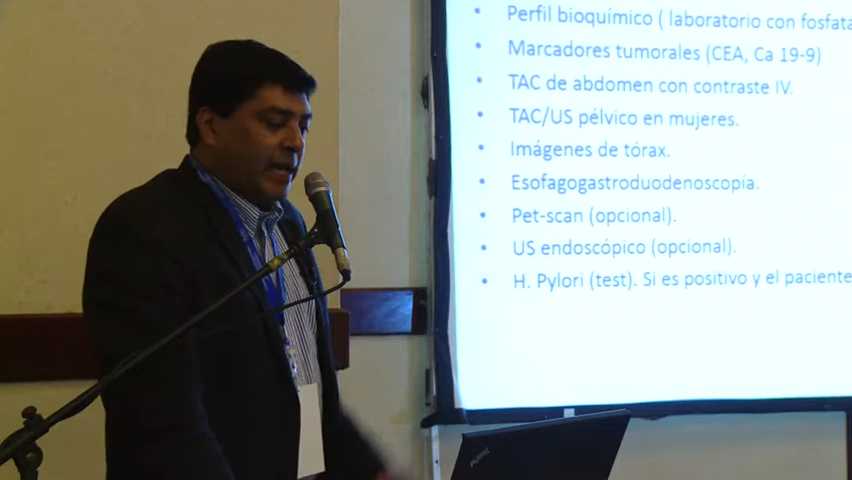 • Perfil bioquímico ( laboratorio con fosfata
• Marcadores tumorales (CEA, Ca 19-9)
• TAC de abdomen con contraste IV.
• TAC/US pélvico en mujeres.
• Imágenes de tórax.
• Esofagogastroduodenoscopía.
• Pet-scan (opcional).
• US endoscópico (opcional).
• H. Pylori (test). Si es positivo y el paciente
ThinkPad